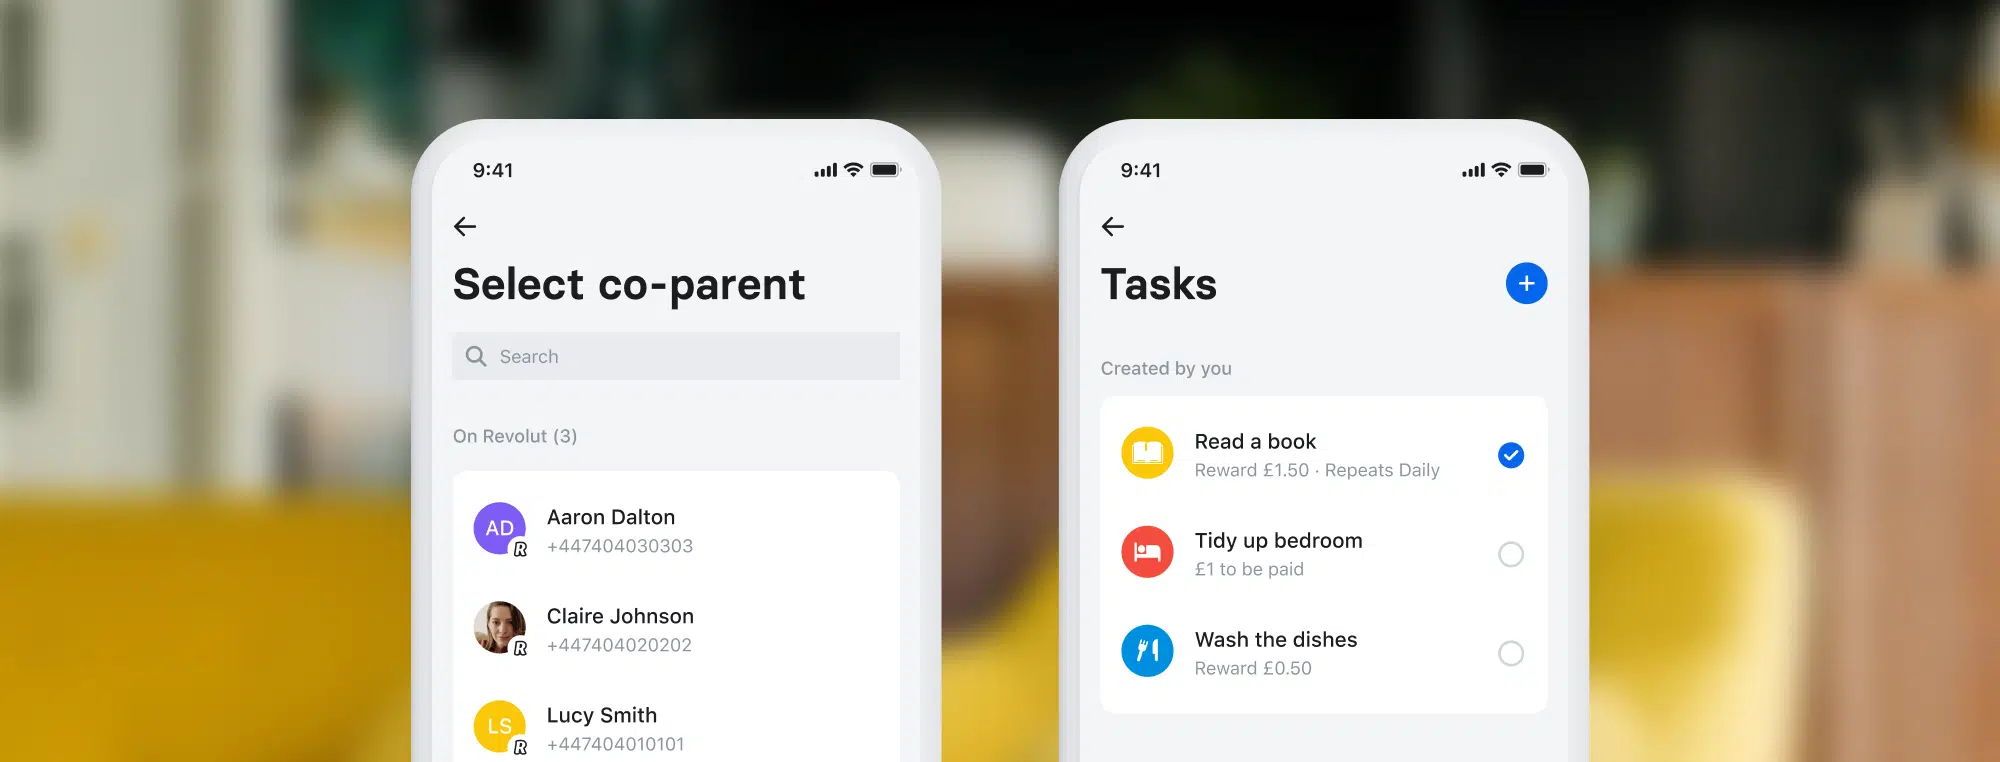 9:41
Select co-parent
Search
On Revolut (3)
AD
Aaron Dalton
+447404030303
Claire Johnson
+447404020202
LS
Lucy Smith
+447404010101
9:41
Tasks
Created by you
Read a book
Reward £1.50 · Repeats Daily
Tidy up bedroom
£1 to be paid
Wash the dishes
Reward £0.50